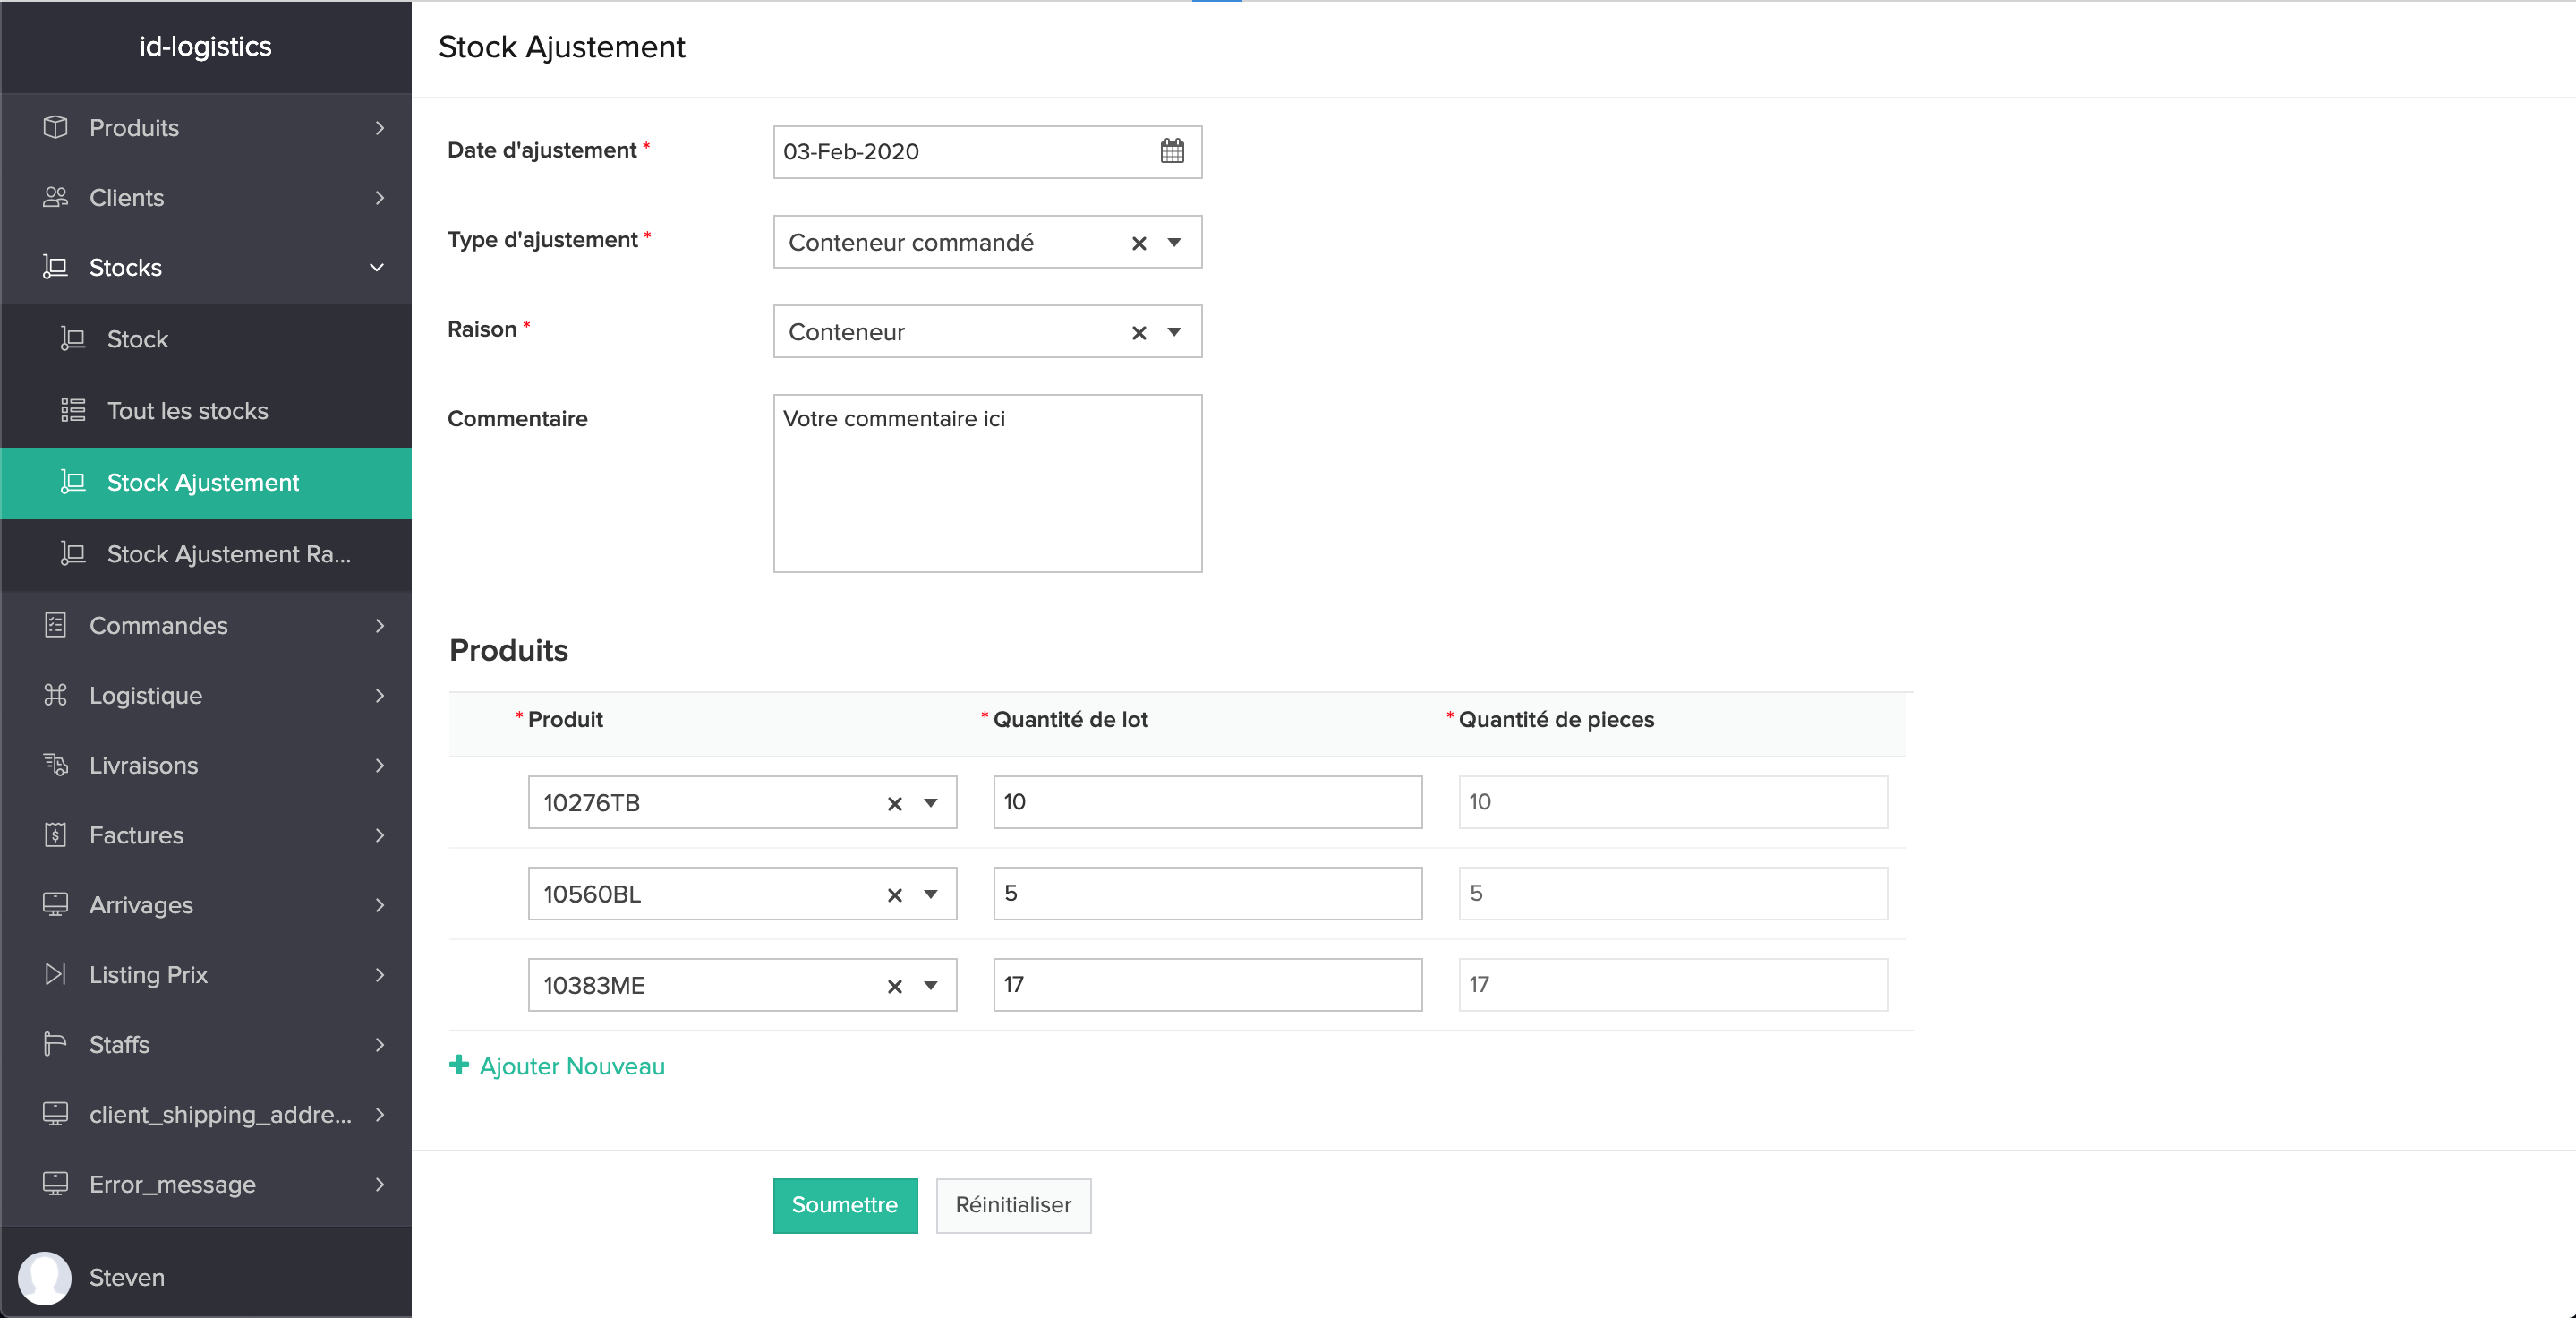 id-logistics
Produits
Clients
Stocks
Stock
Tout les stocks
Stock Ajustement
Stock Ajustement Ra...
Commandes
Logistique
Livraisons
Factures
Arrivages
Listing Prix
Staffs
client_shipping_addre...
Error_message
Steven
Stock Ajustement
Date d'ajustement *
03-Feb-2020
Type d'ajustement *
Conteneur commandé
Raison *
Conteneur
Commentaire
Votre commentaire ici
Produits
* Produit * Quantité de lot * Quantité de pieces
10276TB 10 10
10560BL 5 5
10383ME 17 17
+ Ajouter Nouveau
Soumettre Réinitialiser